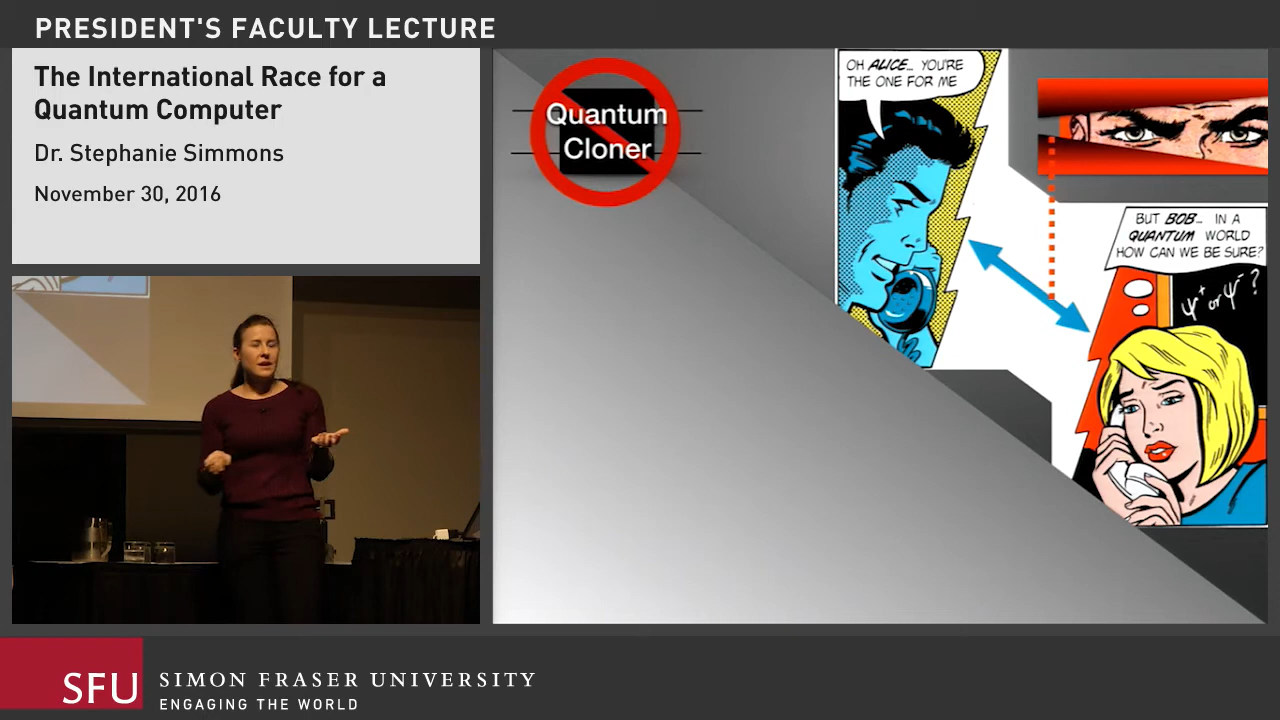 PRESIDENT'S FACULTY LECTURE
The International Race for a
Quantum Computer
Dr. Stephanie Simmons
November 30, 2016
Quantum
Cloner
OH ALICE... YOU'RE
THE ONE FOR ME
BUT BOB... IN A
QUANTUM WORLD
HOW CAN WE BE SURE?
Ψ⁺ or Ψ⁻ ?
SFU
SIMON FRASER UNIVERSITY
ENGAGING THE WORLD